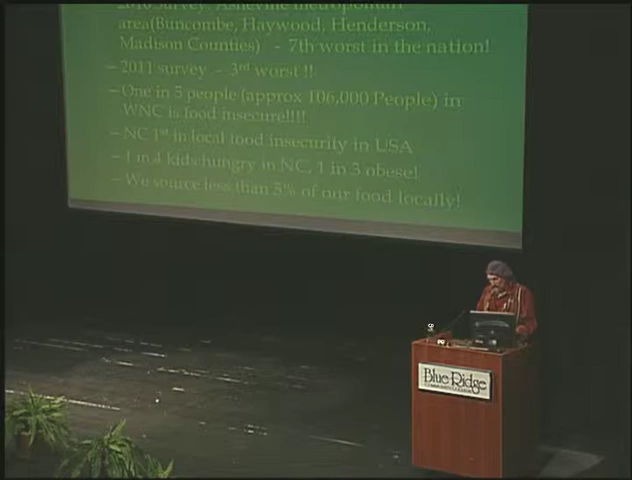 2010 survey: Asheville metropolitan
area(Buncombe, Haywood, Henderson,
Madison Counties) - 7th worst in the nation!
–2011 survey - 3rd worst !!
–One in 5 people (approx 106,000 People) in
WNC is food insecure!!!!
–NC 1st in local food insecurity in USA
–1 in 4 kids hungry in NC, 1 in 3 obese!
–We source less than 5% of our food locally!
Blue Ridge
COMMUNITY COLLEGE